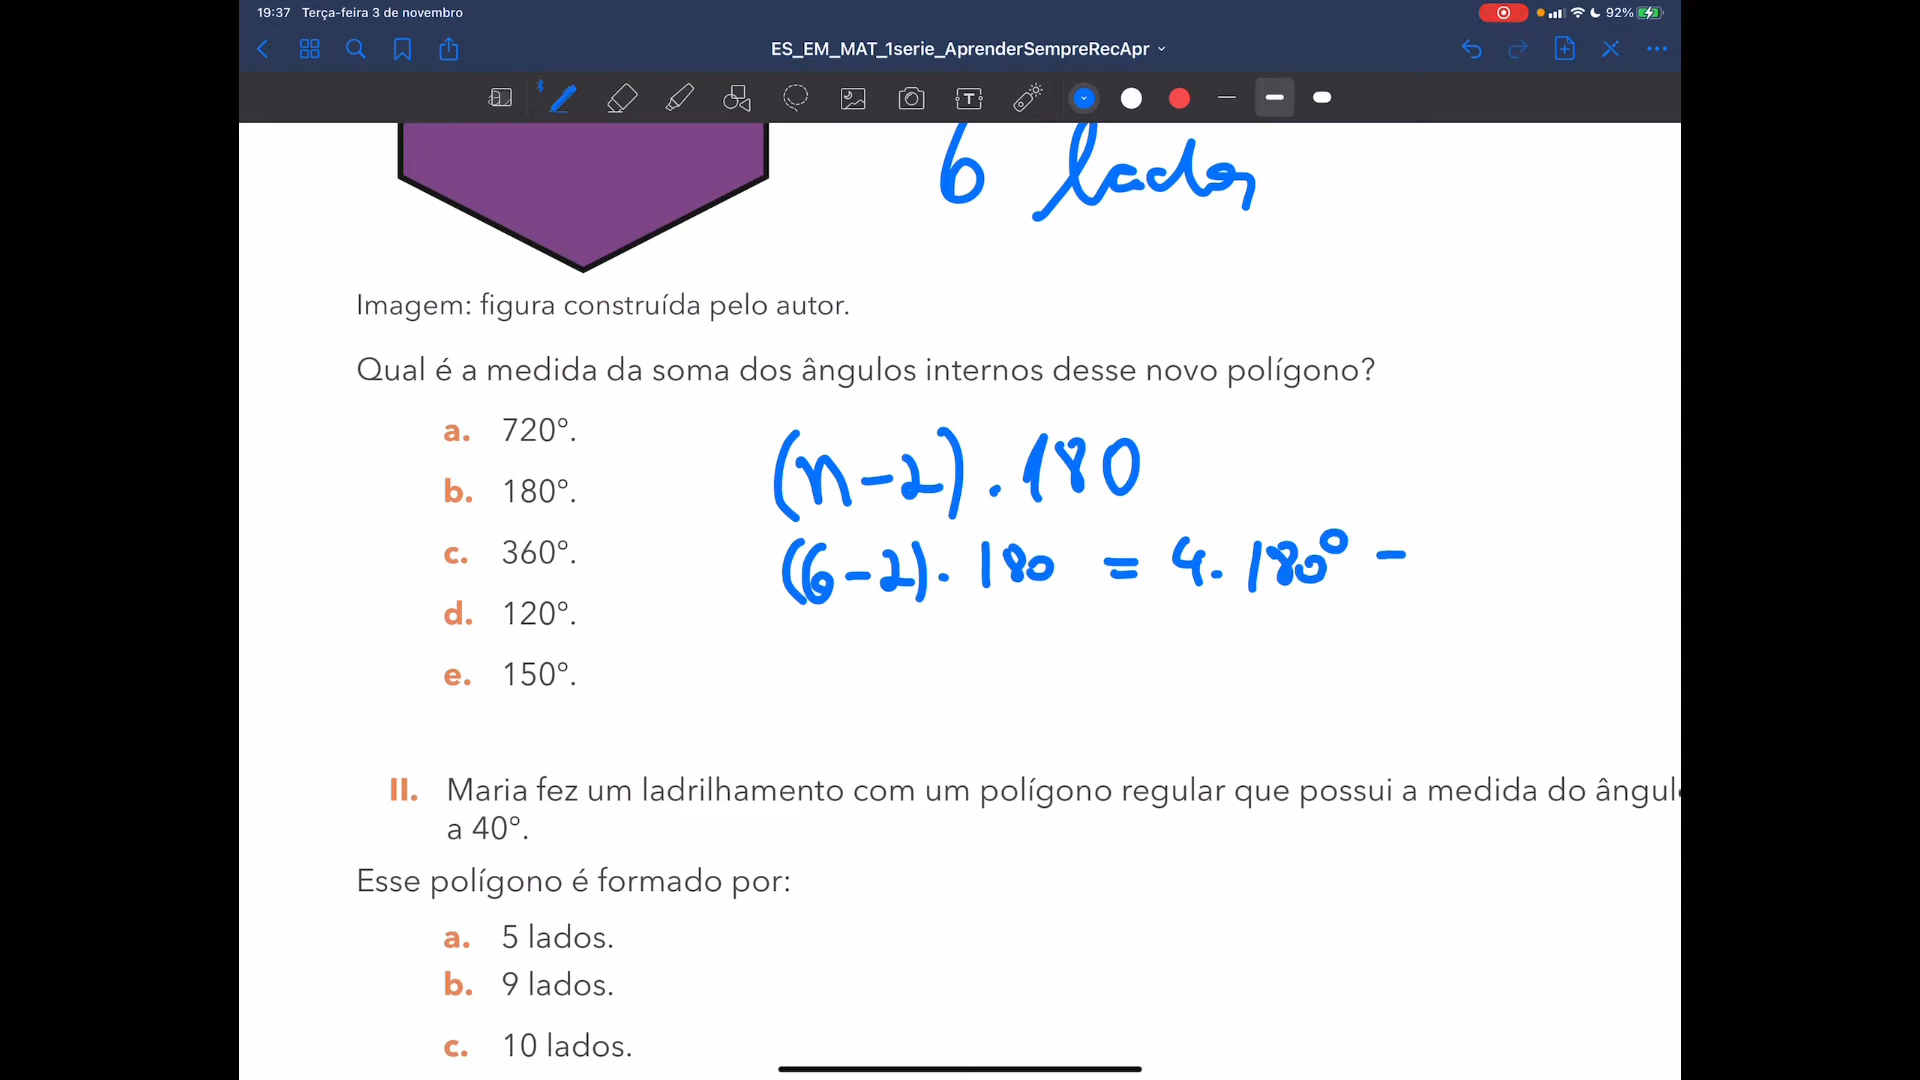 19:37 Terça-feira 3 de novembro
92%
ES_EM_MAT_1serie_AprenderSempreRecApr
6 lados
Imagem: figura construída pelo autor.
Qual é a medida da soma dos ângulos internos desse novo polígono?
a. 720°.
b. 180°.
c. 360°.
d. 120°.
e. 150°.
(n-2).180
(6-2).180 = 4.180° -
II. Maria fez um ladrilhamento com um polígono regular que possui a medida do ângul
a 40°.
Esse polígono é formado por:
a. 5 lados.
b. 9 lados.
c. 10 lados.